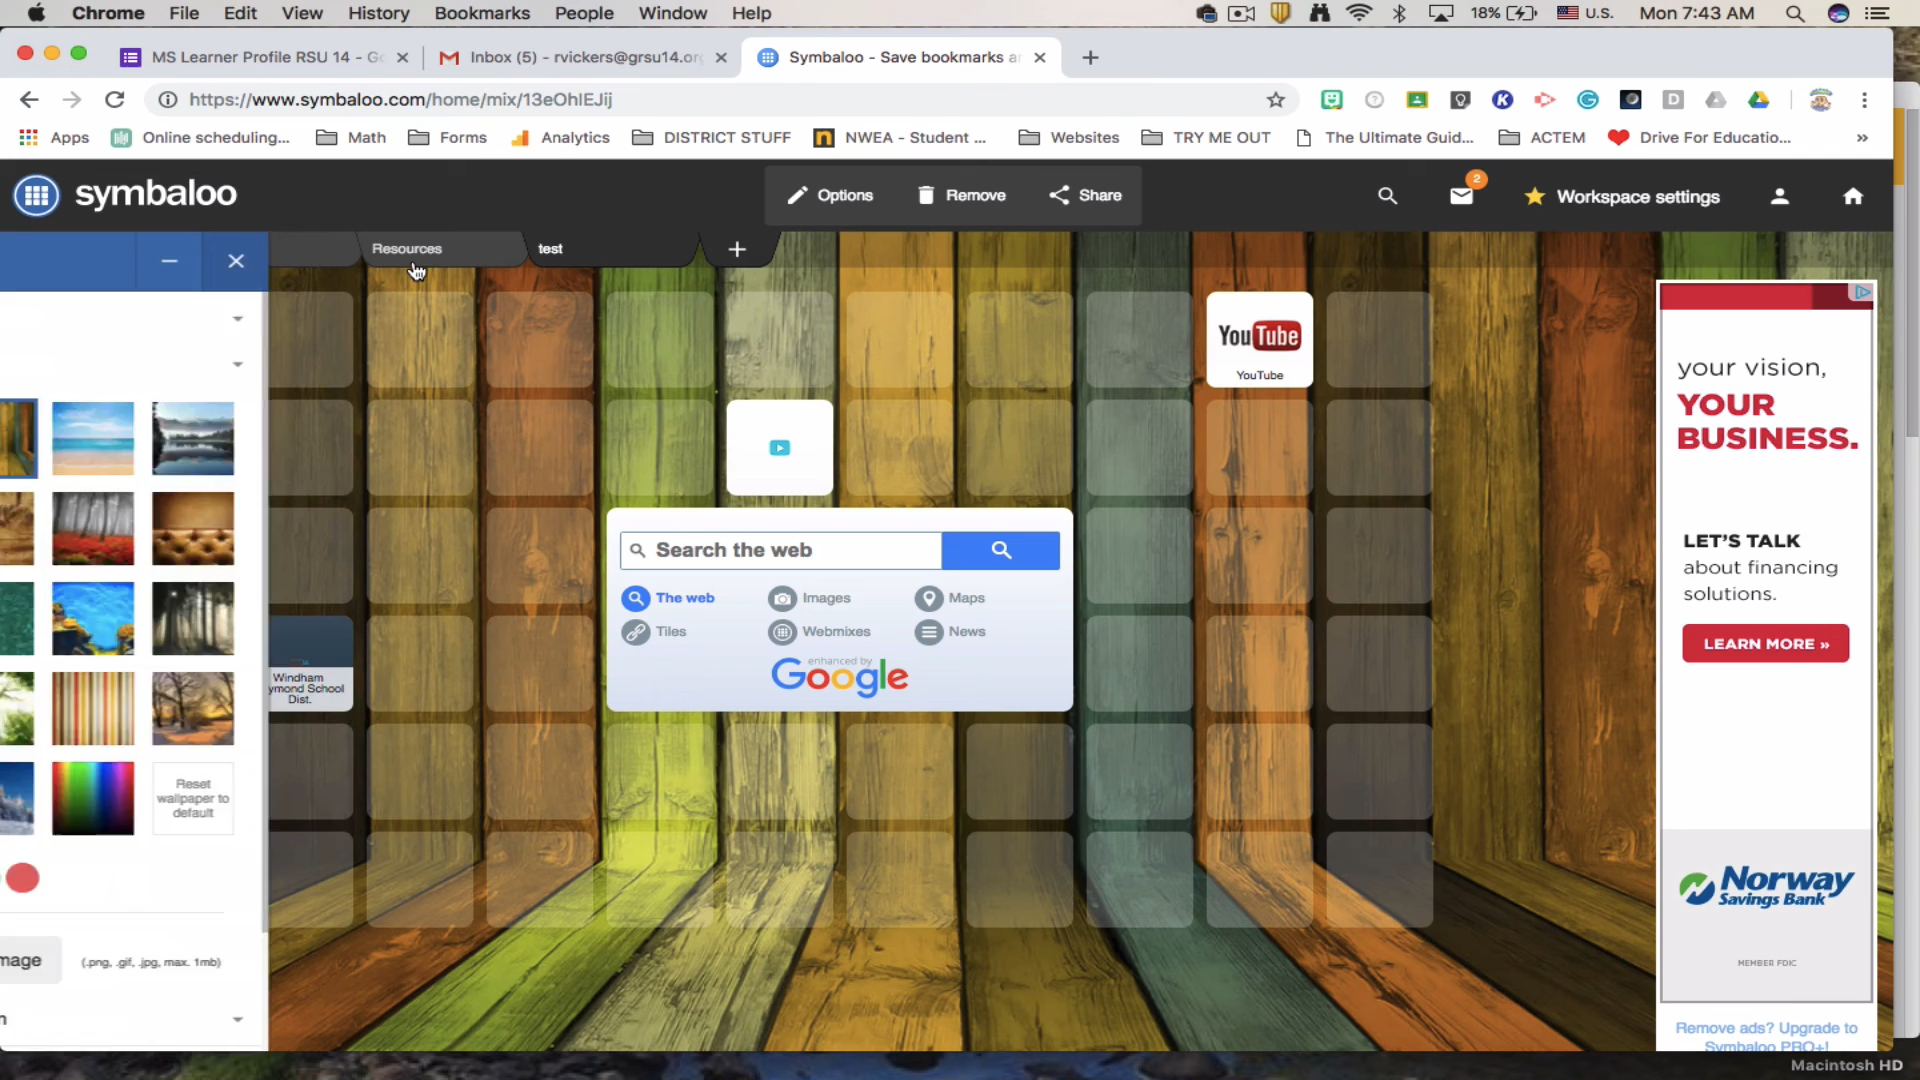 Chrome File Edit View History Bookmarks People Window Help 18% U.S. Mon 7:43 AM
MS Learner Profile RSU 14 - Go
Inbox (5) - rvickers@grsu14.org
Symbaloo - Save bookmarks an
https://www.symbaloo.com/home/mix/13eOhlEJij
Apps Online scheduling... Math Forms Analytics DISTRICT STUFF NWEA - Student ... Websites TRY ME OUT The Ultimate Guid... ACTEM Drive For Educatio... »
symbaloo Options Remove Share 2 Workspace settings
Resources test
YouTube
YouTube
Search the web
The web Images Maps
Tiles Webmixes News
enhanced by
Google
Windham
ymond School
Dist.
Reset
wallpaper to
default
mage (.png, .gif, .jpg, max. 1mb)
n
your vision,
YOUR
BUSINESS.
LET'S TALK
about financing
solutions.
LEARN MORE »
Norway
Savings Bank
MEMBER FDIC
Remove ads? Upgrade to
Symbaloo PRO+!
Macintosh HD